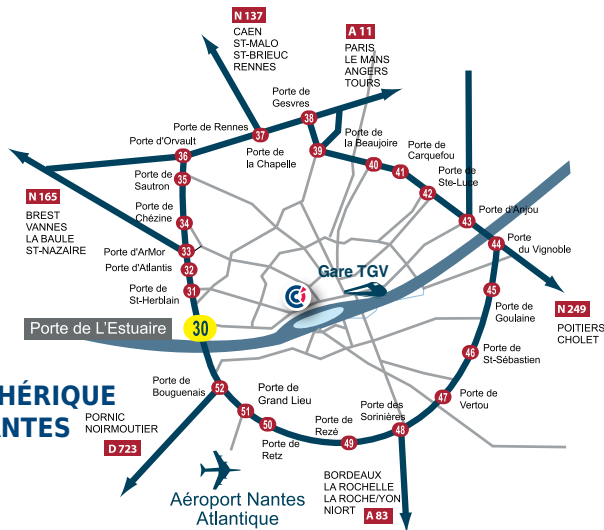 N 137
CAEN
ST-MALO
ST-BRIEUC
RENNES
A 11
PARIS
LE MANS
ANGERS
TOURS
Porte de
Gesvres
38
Porte de Rennes
37
Porte de
la Chapelle
39
Porte de
la Beaujoire
Porte d'Orvault
36
40
41
Porte de
Carquefou
Porte de
Sautron
35
42
Porte de
Ste-Luce
N 165
BREST
VANNES
LA BAULE
ST-NAZAIRE
Porte de
Chézine
34
43
Porte d'Anjou
Porte d'ArMor
33
44
Porte
du Vignoble
Porte d'Atlantis
32
Gare TGV
Porte de
St-Herblain
31
45
Porte de
Goulaine
N 249
POITIERS
CHOLET
Porte de L'Estuaire
30
46
Porte de
St-Sébastien
HÉRIQUE
ANTES
Porte de
Bouguenais
52
47
Porte de
Vertou
PORNIC
NOIRMOUTIER
D 723
51
Porte de
Grand Lieu
50
Porte de
Retz
Porte de
Rezé
49
Porte des
Sorinières
48
Aéroport Nantes
Atlantique
BORDEAUX
LA ROCHELLE
LA ROCHE/YON
NIORT
A 83